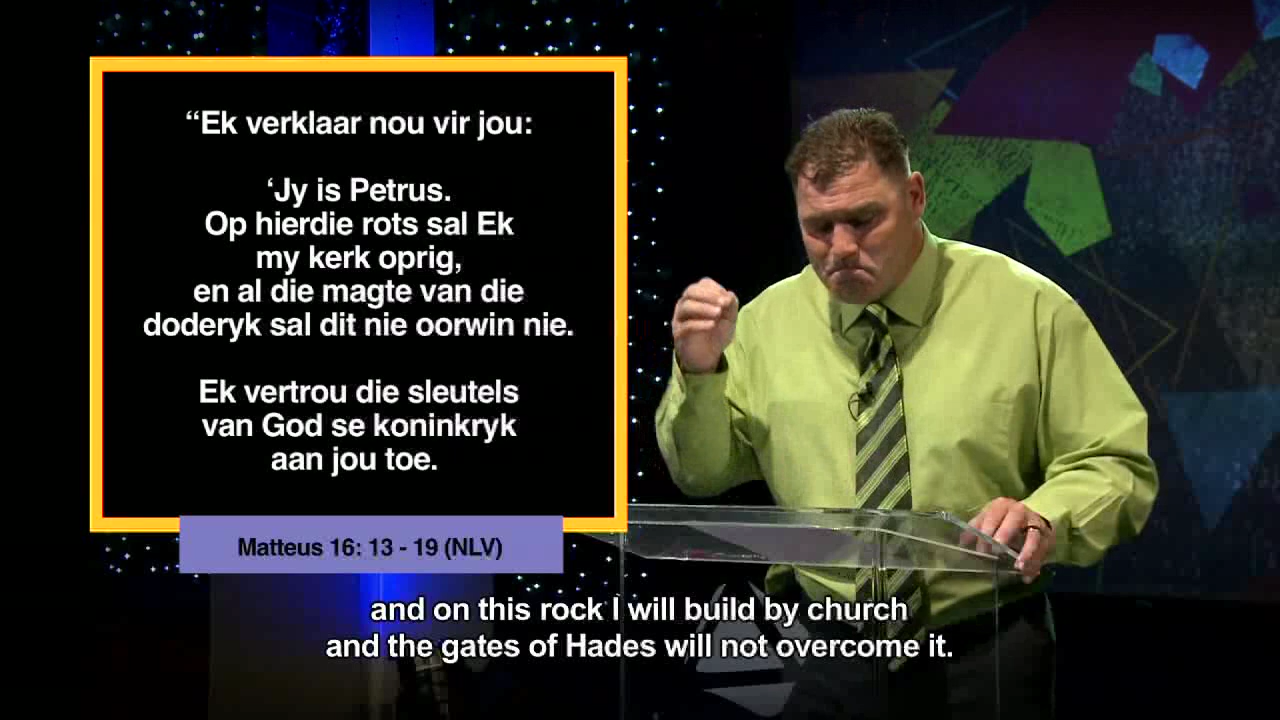 “Ek verklaar nou vir jou:
‘Jy is Petrus.
Op hierdie rots sal Ek
my kerk oprig,
en al die magte van die
doderyk sal dit nie oorwin nie.
Ek vertrou die sleutels
van God se koninkryk
aan jou toe.
Matteus 16: 13 - 19 (NLV)
and on this rock I will build by church
and the gates of Hades will not overcome it.